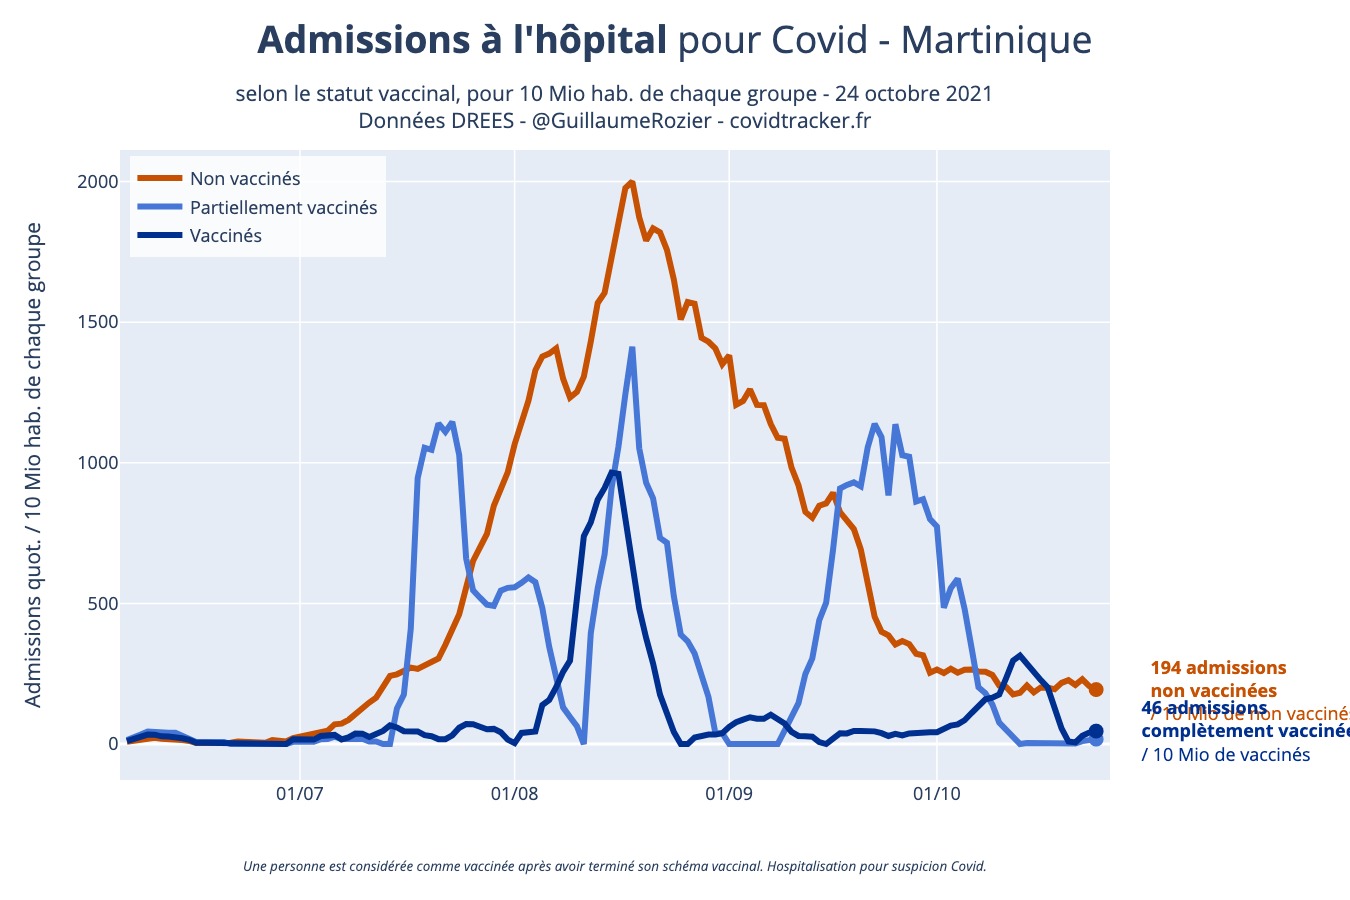 Admissions à l'hôpital pour Covid - Martinique
selon le statut vaccinal, pour 10 Mio hab. de chaque groupe - 24 octobre 2021
Données DREES - @GuillaumeRozier - covidtracker.fr
Admissions quot. / 10 Mio hab. de chaque groupe
2000
1500
1000
500
0
Non vaccinés
Partiellement vaccinés
Vaccinés
194 admissions
non vaccinées
/ 10 Mio de non vaccinés
46 admissions
complètement vaccinée
/ 10 Mio de vaccinés
01/07
01/08
01/09
01/10
Une personne est considérée comme vaccinée après avoir terminé son schéma vaccinal. Hospitalisation pour suspicion Covid.